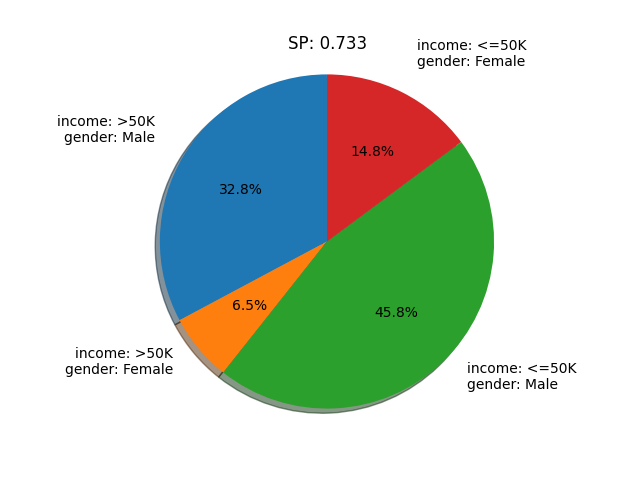 SP: 0.733
income: <=50K
gender: Female
income: >50K
gender: Male
14.8%
32.8%
6.5%
45.8%
income: >50K
gender: Female
income: <=50K
gender: Male